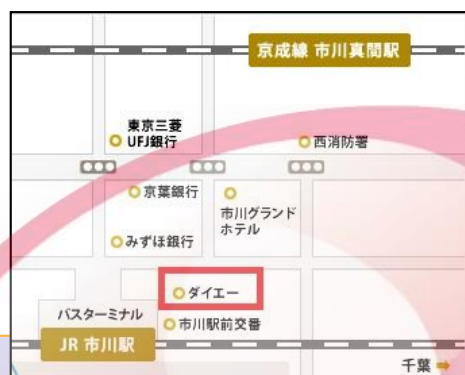 京成線 市川真間駅
東京三菱
UFJ銀行
西消防署
京葉銀行
市川グランド
ホテル
みずほ銀行
ダイエー
バスターミナル
市川駅前交番
JR 市川駅
千葉